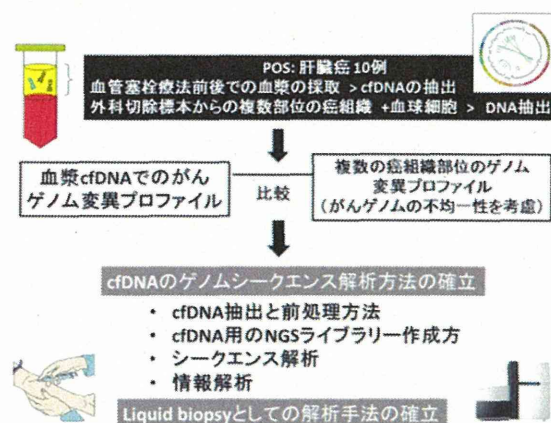 POS: 肝臓癌 10例
血管塞栓療法前後での血漿の採取 > cfDNAの抽出
外科切除標本からの複数部位の癌組織 +血球細胞 > DNA抽出
血漿cfDNAでのがん
ゲノム変異プロファイル
比較
複数の癌組織部位のゲノム
変異プロファイル
(がんゲノムの不均一性を考慮)
cfDNAのゲノムシークエンス解析方法の確立
・ cfDNA抽出と前処理方法
・ cfDNA用のNGSライブラリー作成方
・ シークエンス解析
・ 情報解析
Liquid biopsyとしての解析手法の確立